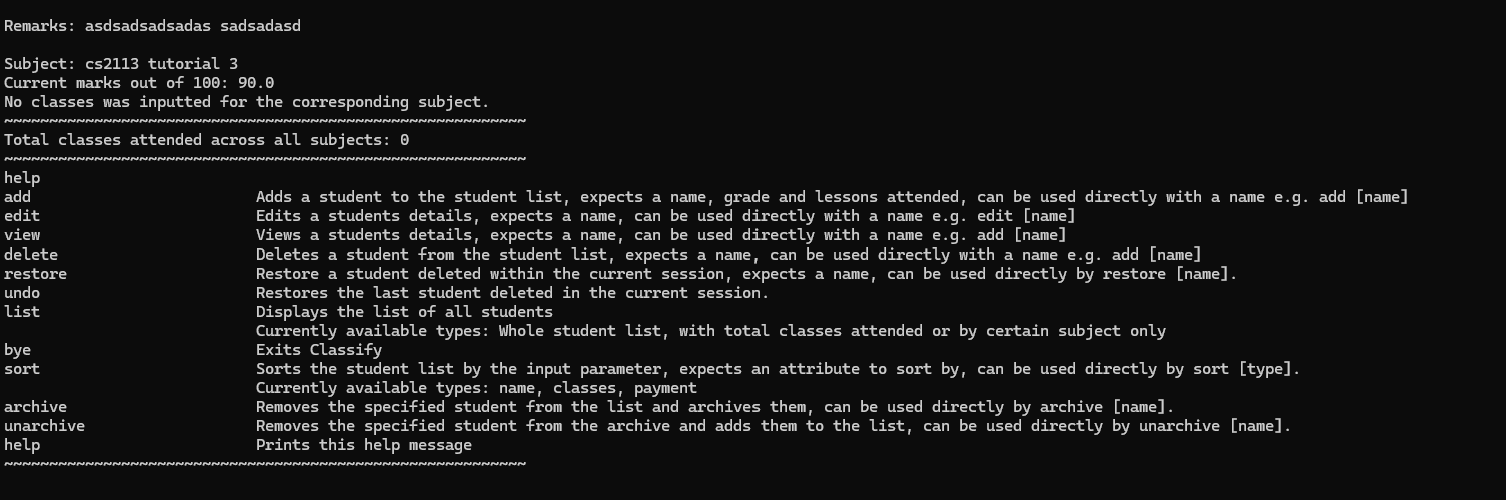 Remarks: asdsadsadsadas sadsadasd
Subject: cs2113 tutorial 3
Current marks out of 100: 90.0
No classes was inputted for the corresponding subject.
~~~~~~~~~~~~~~~~~~~~~~~~~~~~~~~~~~~~~~~~~~~~~~~~~~~~~~~~~~
Total classes attended across all subjects: 0
~~~~~~~~~~~~~~~~~~~~~~~~~~~~~~~~~~~~~~~~~~~~~~~~~~~~~~~~~~
help
add                         Adds a student to the student list, expects a name, grade and lessons attended, can be used directly with a name e.g. add [name]
edit                        Edits a students details, expects a name, can be used directly with a name e.g. edit [name]
view                        Views a students details, expects a name, can be used directly with a name e.g. add [name]
delete                      Deletes a student from the student list, expects a name, can be used directly with a name e.g. add [name]
restore                     Restore a student deleted within the current session, expects a name, can be used directly by restore [name].
undo                        Restores the last student deleted in the current session.
list                        Displays the list of all students
                            Currently available types: Whole student list, with total classes attended or by certain subject only
bye                         Exits Classify
sort                        Sorts the student list by the input parameter, expects an attribute to sort by, can be used directly by sort [type].
                            Currently available types: name, classes, payment
archive                     Removes the specified student from the list and archives them, can be used directly by archive [name].
unarchive                   Removes the specified student from the archive and adds them to the list, can be used directly by unarchive [name].
help                        Prints this help message
~~~~~~~~~~~~~~~~~~~~~~~~~~~~~~~~~~~~~~~~~~~~~~~~~~~~~~~~~~